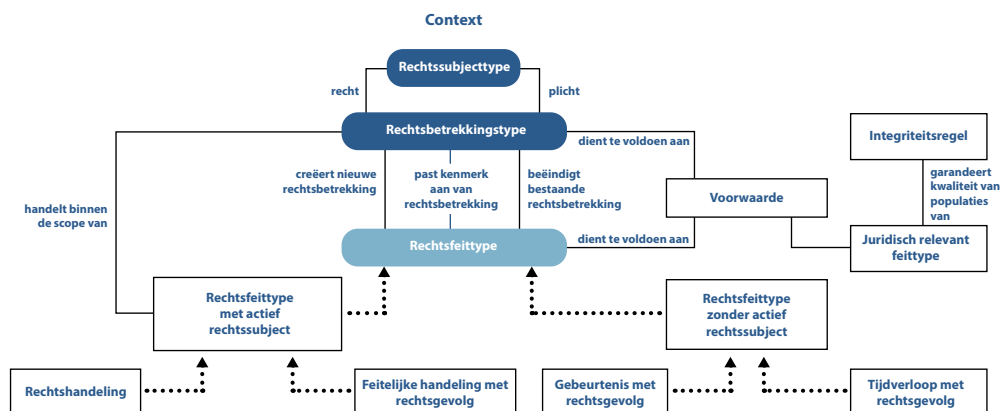 Context
Rechtssubjecttype
recht
plicht
Rechtsbetrekkingstype
dient te voldoen aan
Integriteitsregel
creëert nieuwe
rechtsbetrekking
past kenmerk
aan van
rechtsbetrekking
beëindigt
bestaande
rechtsbetrekking
garandeert
kwaliteit van
populaties
van
handelt binnen
de scope van
Voorwaarde
Rechtsfeittype
dient te voldoen aan
Juridisch relevant
feittype
Rechtsfeittype
met actief
rechtssubject
Rechtsfeittype
zonder actief
rechtssubject
Rechtshandeling
Feitelijke handeling met
rechtsgevolg
Gebeurtenis met
rechtsgevolg
Tijdverloop met
rechtsgevolg